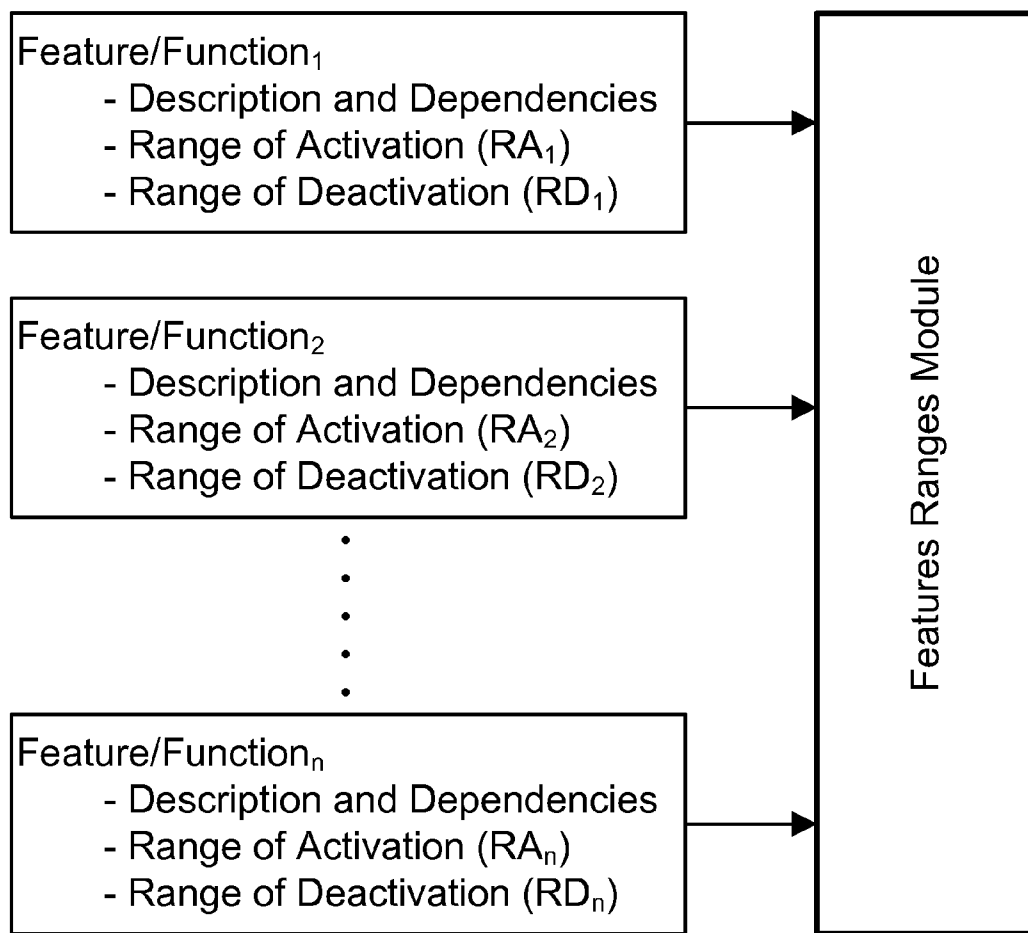 Feature/Function₁
- Description and Dependencies
- Range of Activation (RA₁)
- Range of Deactivation (RD₁)
Feature/Function₂
- Description and Dependencies
- Range of Activation (RA₂)
- Range of Deactivation (RD₂)
Feature/Functionₙ
- Description and Dependencies
- Range of Activation (RAₙ)
- Range of Deactivation (RDₙ)
Features Ranges Module